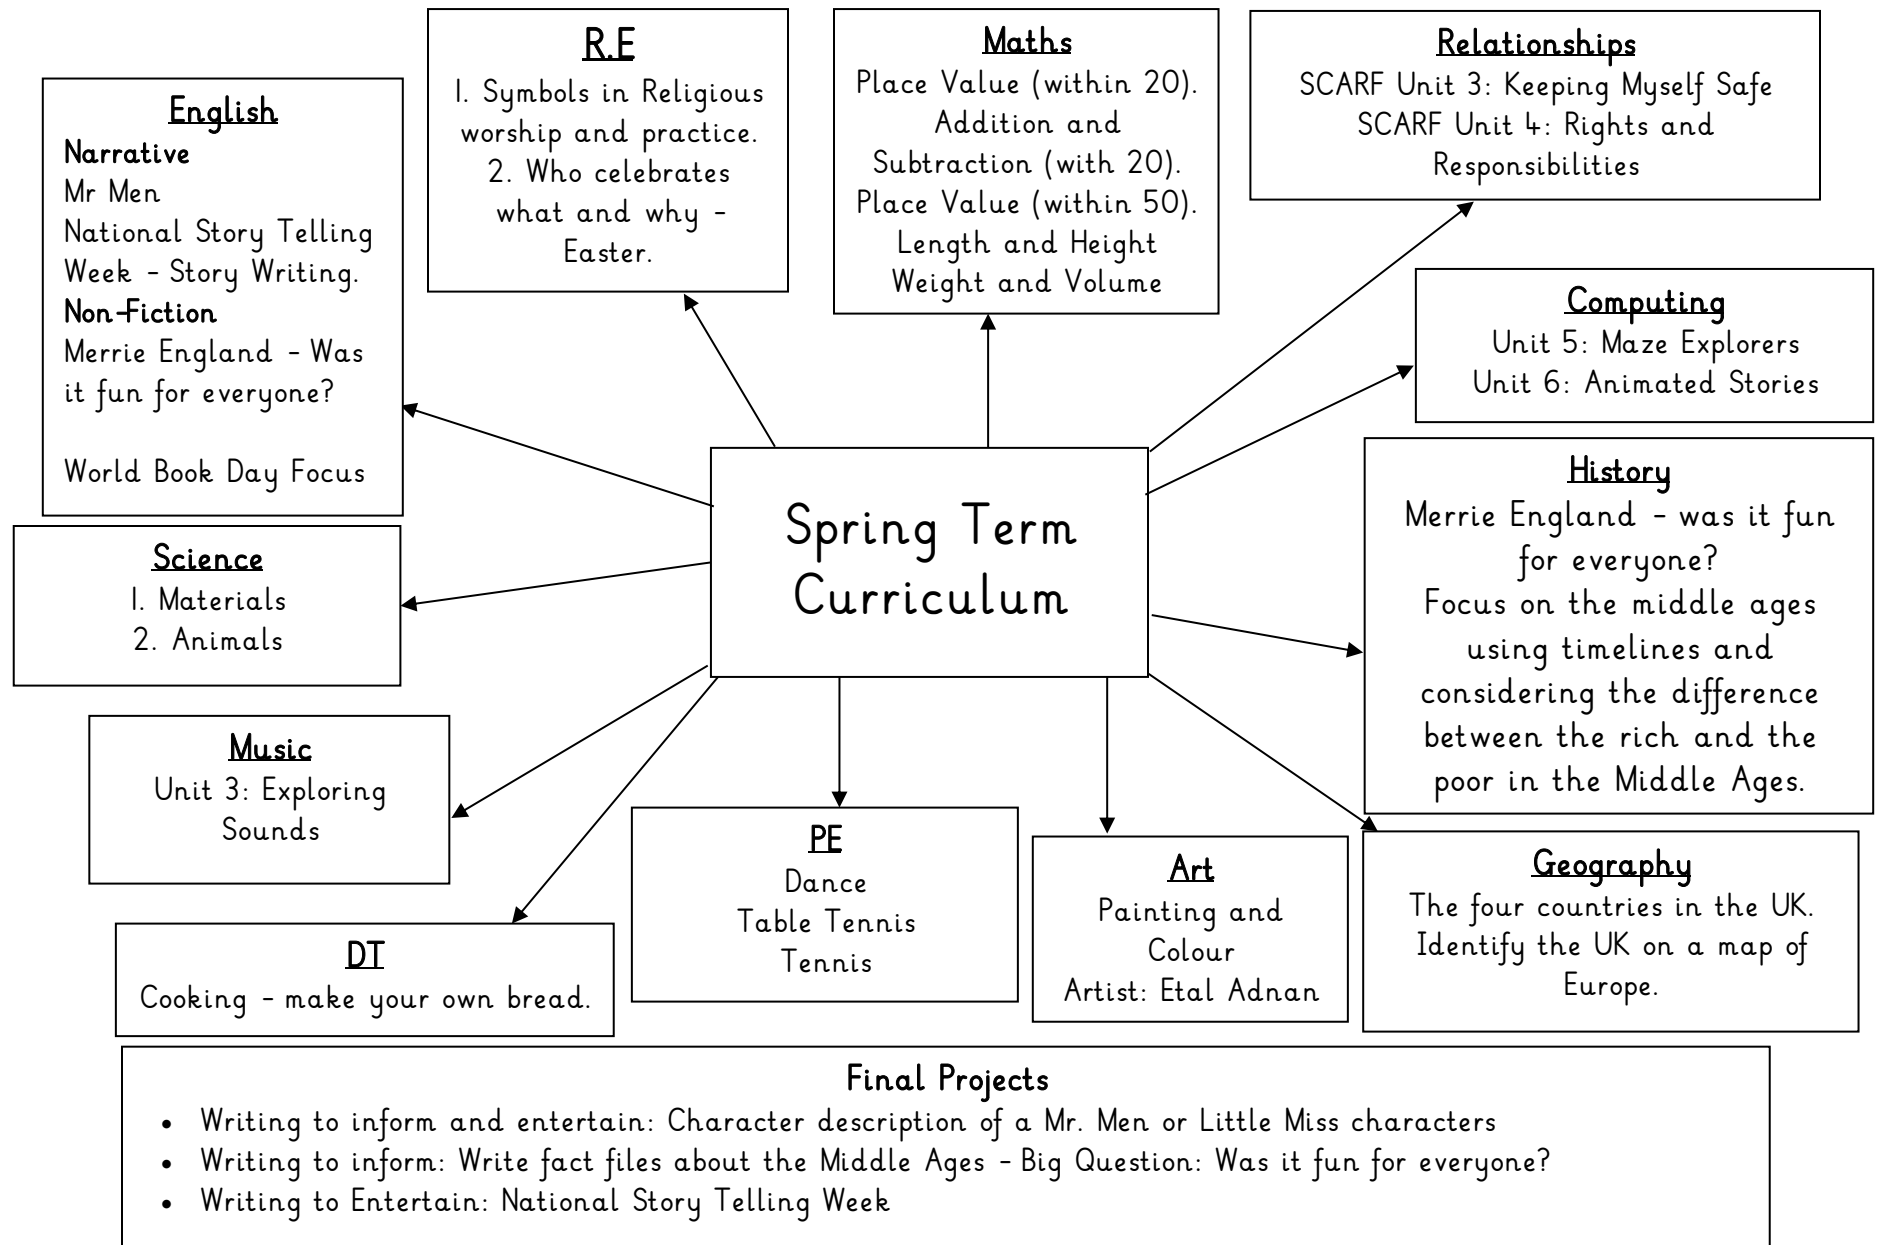 R.E
1. Symbols in Religious
worship and practice.
2. Who celebrates
what and why -
Easter.
Maths
Place Value (within 20).
Addition and
Subtraction (with 20).
Place Value (within 50).
Length and Height
Weight and Volume
Relationships
SCARF Unit 3: Keeping Myself Safe
SCARF Unit 4: Rights and
Responsibilities
English
Narrative
Mr Men
National Story Telling
Week - Story Writing.
Non-Fiction
Merrie England - Was
it fun for everyone?
World Book Day Focus
Computing
Unit 5: Maze Explorers
Unit 6: Animated Stories
Spring Term
Curriculum
History
Merrie England - was it fun
for everyone?
Focus on the middle ages
using timelines and
considering the difference
between the rich and the
poor in the Middle Ages.
Science
1. Materials
2. Animals
Music
Unit 3: Exploring
Sounds
PE
Dance
Table Tennis
Tennis
Art
Painting and
Colour
Artist: Etal Adnan
Geography
The four countries in the UK.
Identify the UK on a map of
Europe.
DT
Cooking - make your own bread.
Final Projects
• Writing to inform and entertain: Character description of a Mr. Men or Little Miss characters
• Writing to inform: Write fact files about the Middle Ages - Big Question: Was it fun for everyone?
• Writing to Entertain: National Story Telling Week